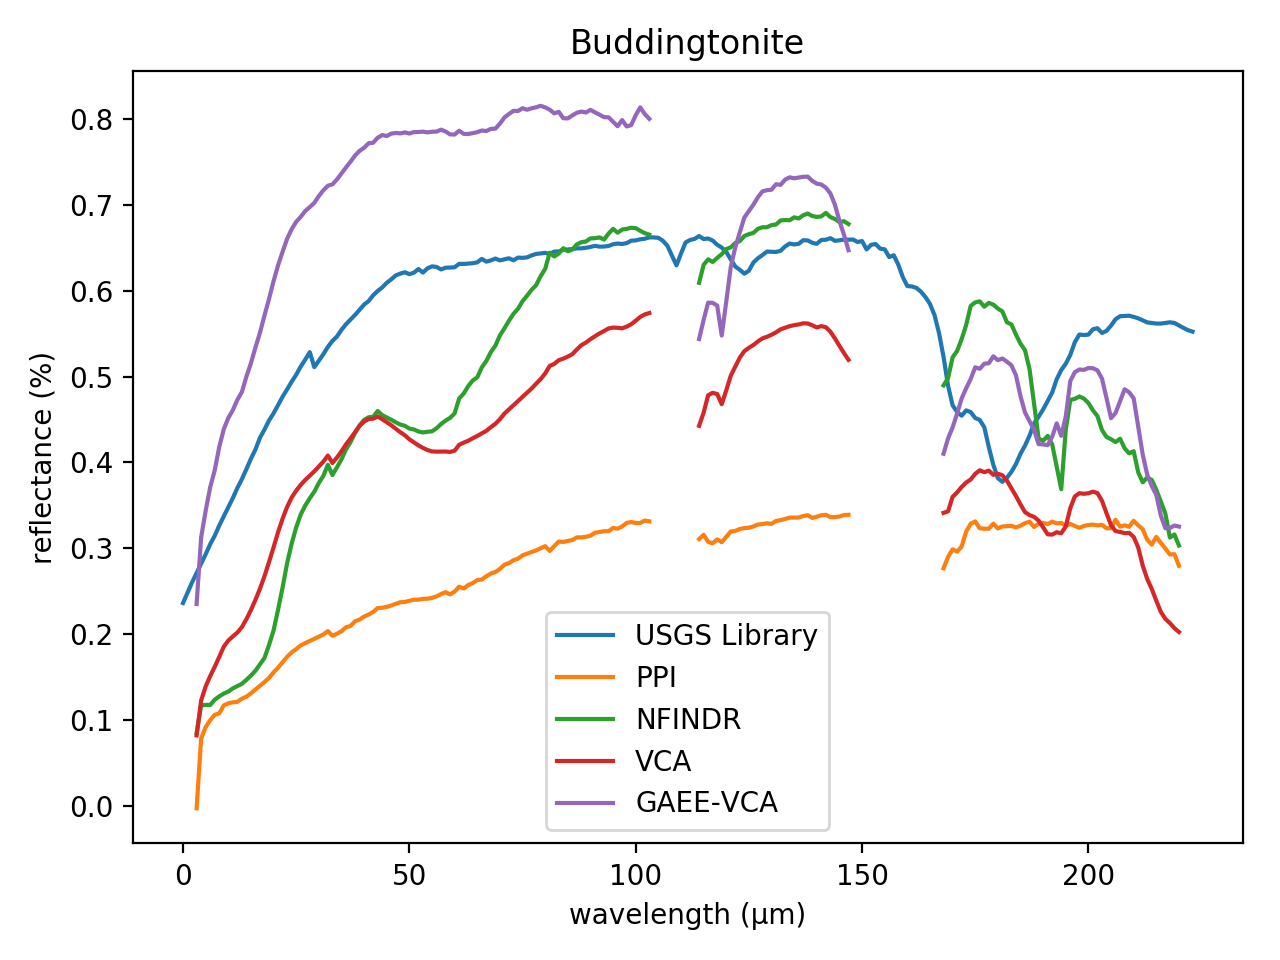 Buddingtonite
0.8
0.7
0.6
0.5
0.4
0.3
0.2
0.1
0.0
reflectance (%)
USGS Library
PPI
NFINDR
VCA
GAEE-VCA
0 50 100 150 200
wavelength (μm)